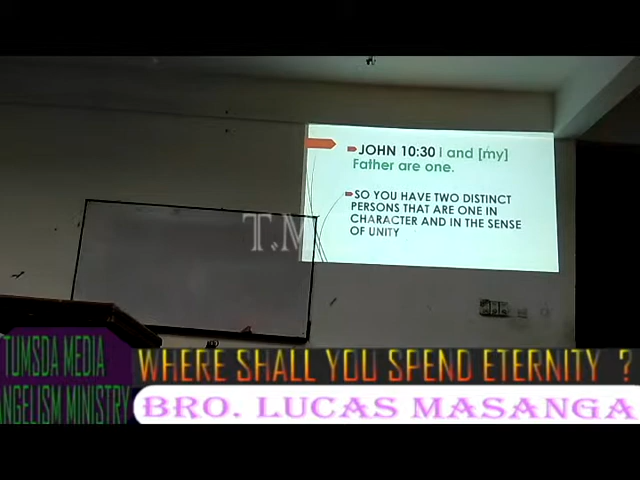 JOHN 10:30 I and [my]
Father are one.
SO YOU HAVE TWO DISTINCT
PERSONS THAT ARE ONE IN
CHARACTER AND IN THE SENSE
OF UNITY
T.M
TUMSDA MEDIA
ANGELISM MINISTRY
WHERE SHALL YOU SPEND ETERNITY ?
BRO. LUCAS MASANGA